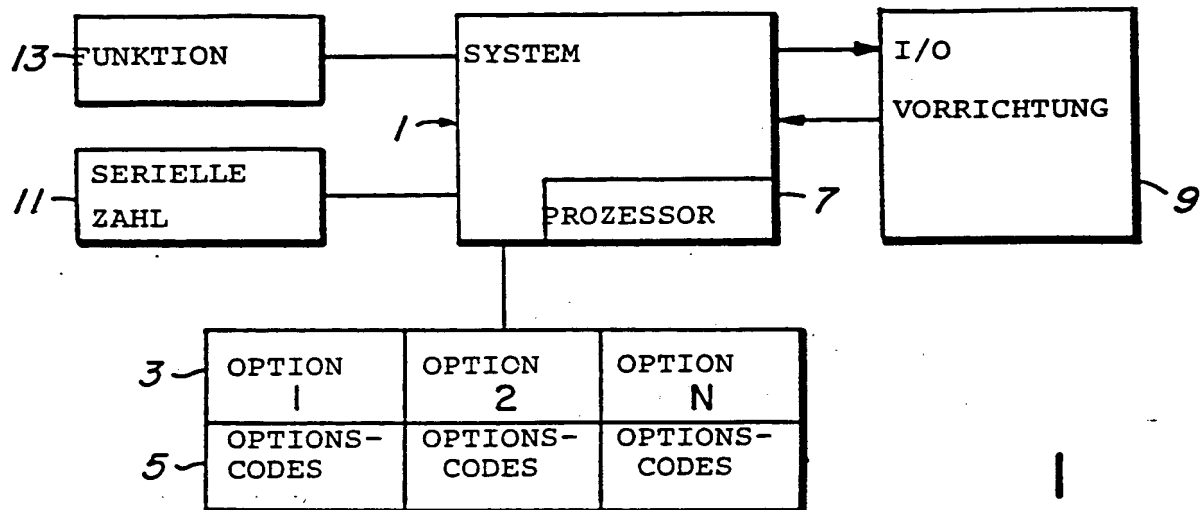 13 FUNKTION
SYSTEM
I/O
VORRICHTUNG
1
11 SERIELLE
ZAHL
PROZESSOR
7
9
3 OPTION OPTION OPTION
1 2 N
5 OPTIONS- OPTIONS- OPTIONS-
CODES CODES CODES
1